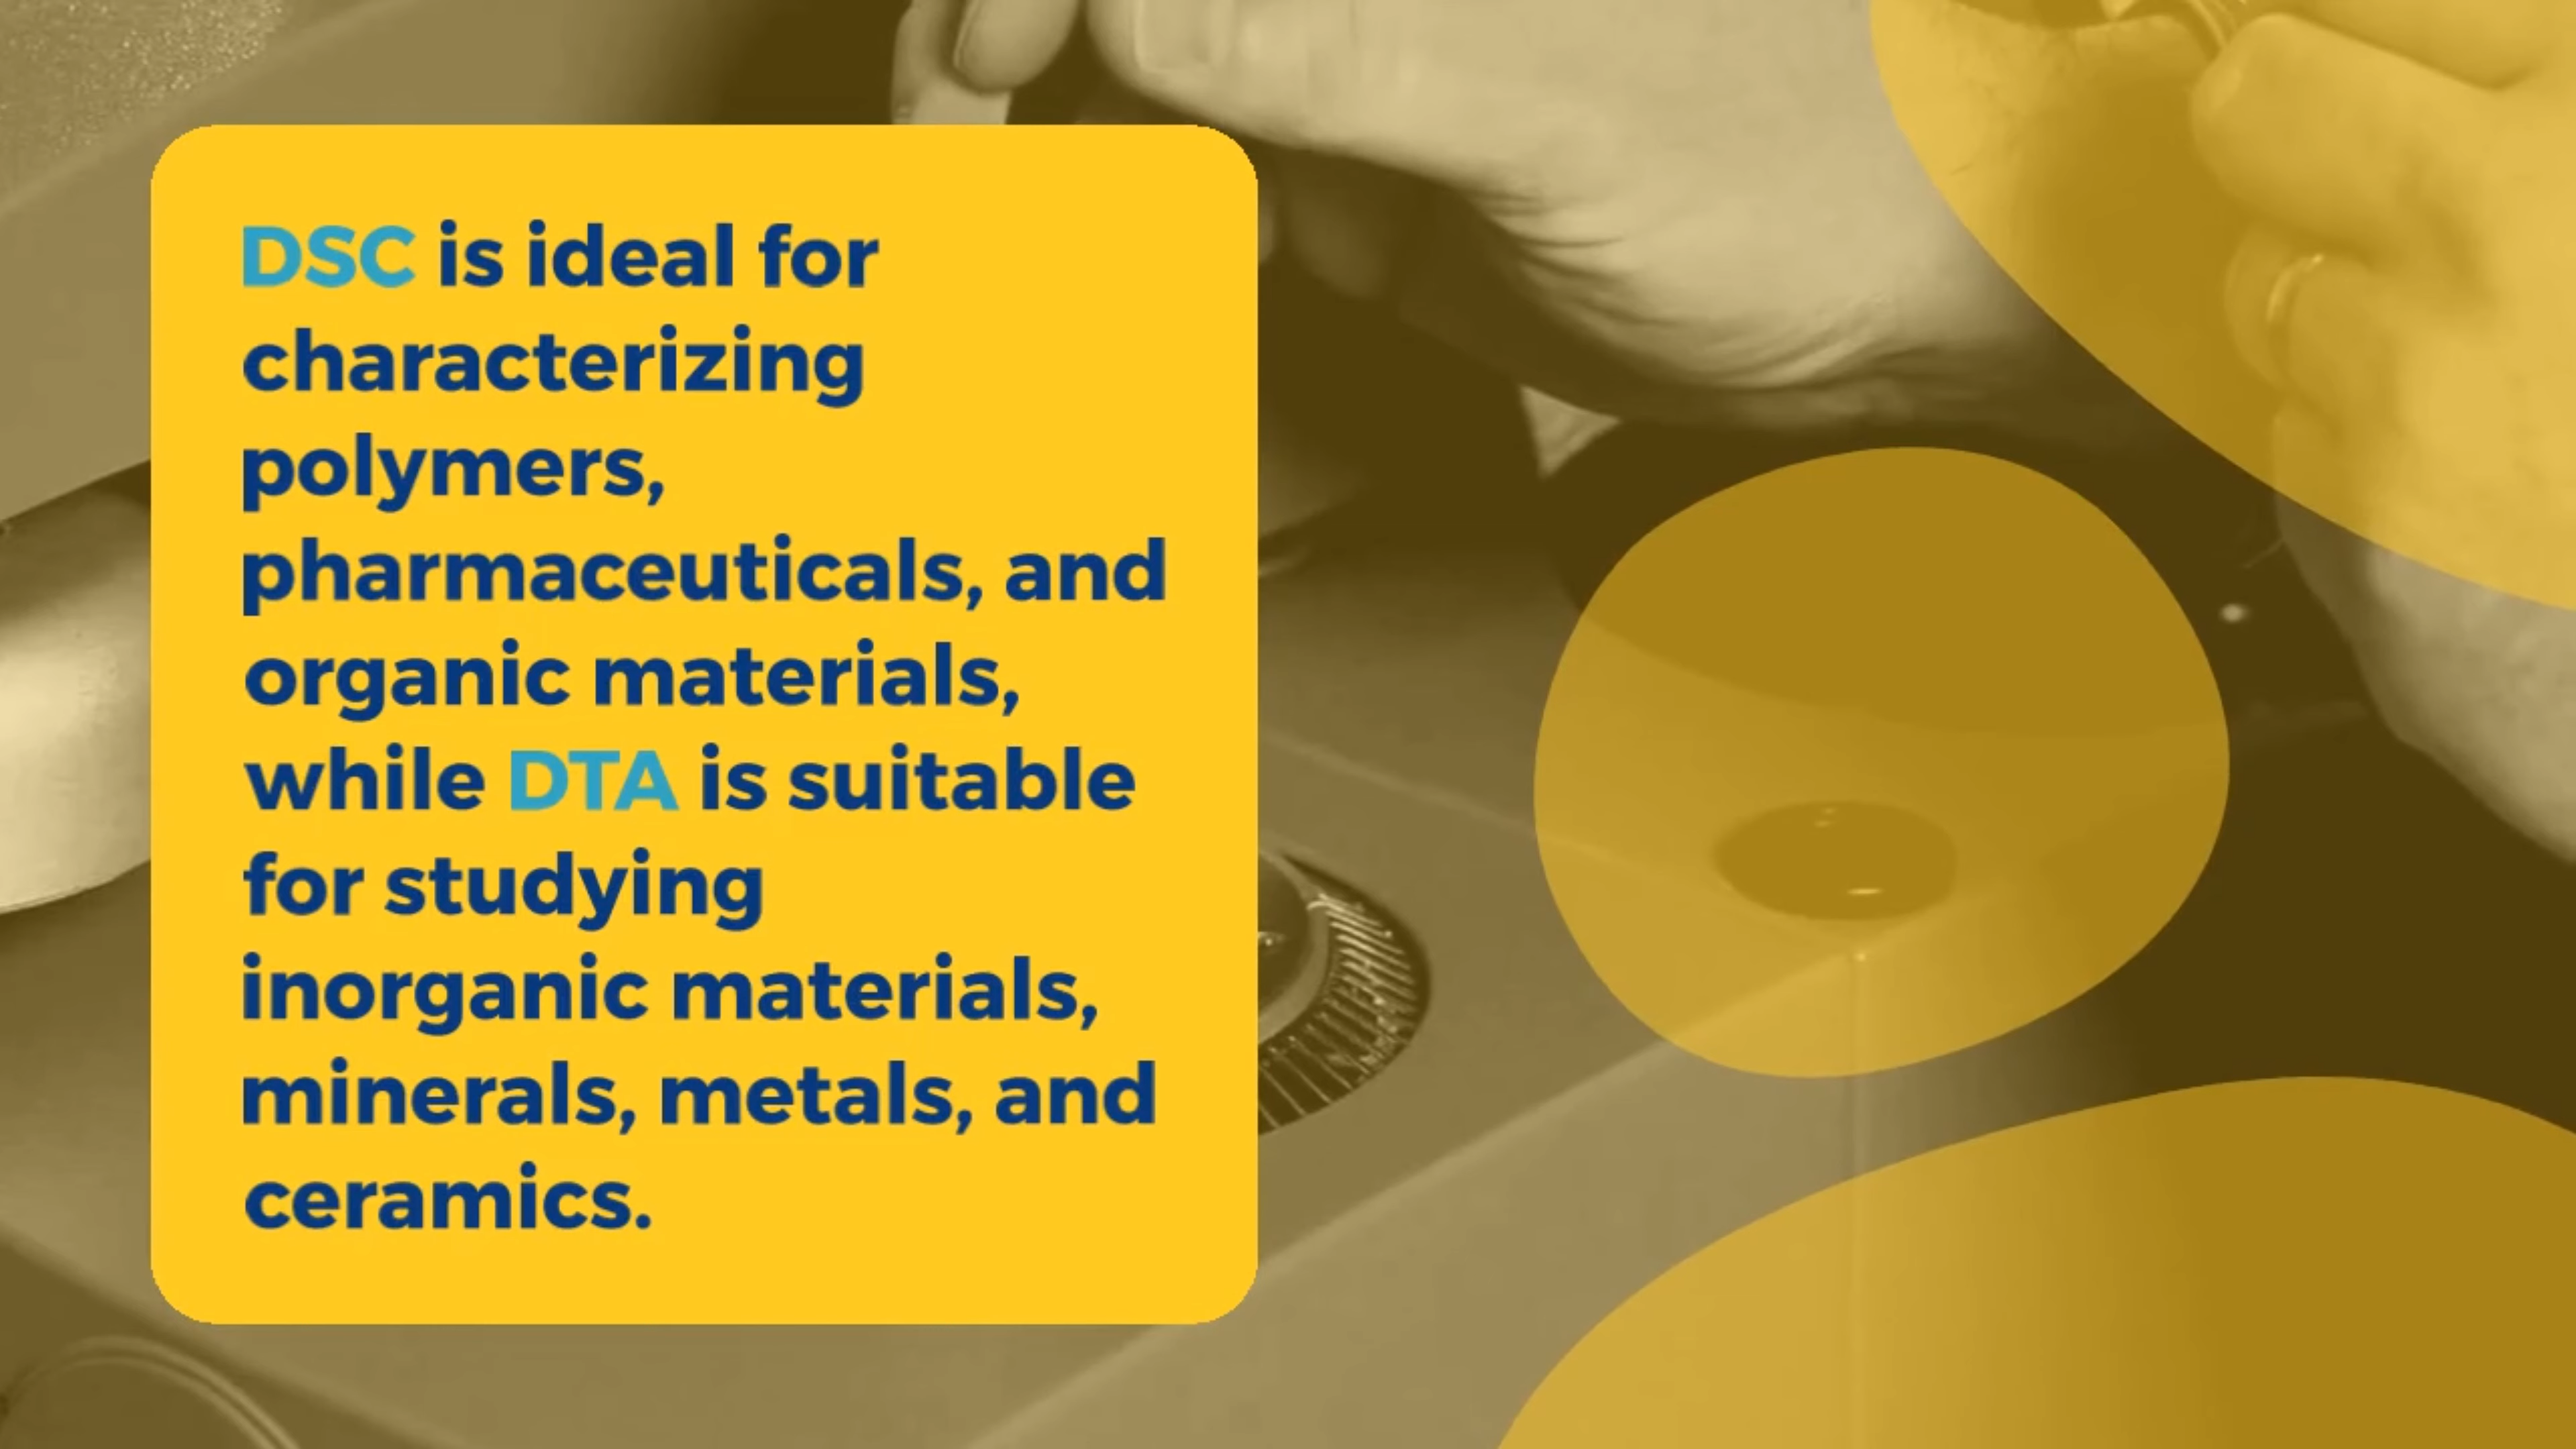 DSC is ideal for
characterizing
polymers,
pharmaceuticals, and
organic materials,
while DTA is suitable
for studying
inorganic materials,
minerals, metals, and
ceramics.